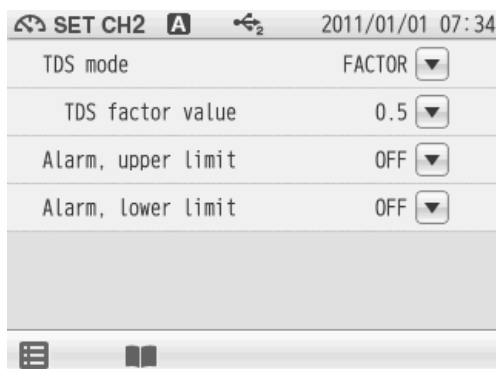 SET CH2 A 2 2011/01/01 07:34
TDS mode FACTOR
TDS factor value 0.5
Alarm, upper limit OFF
Alarm, lower limit OFF